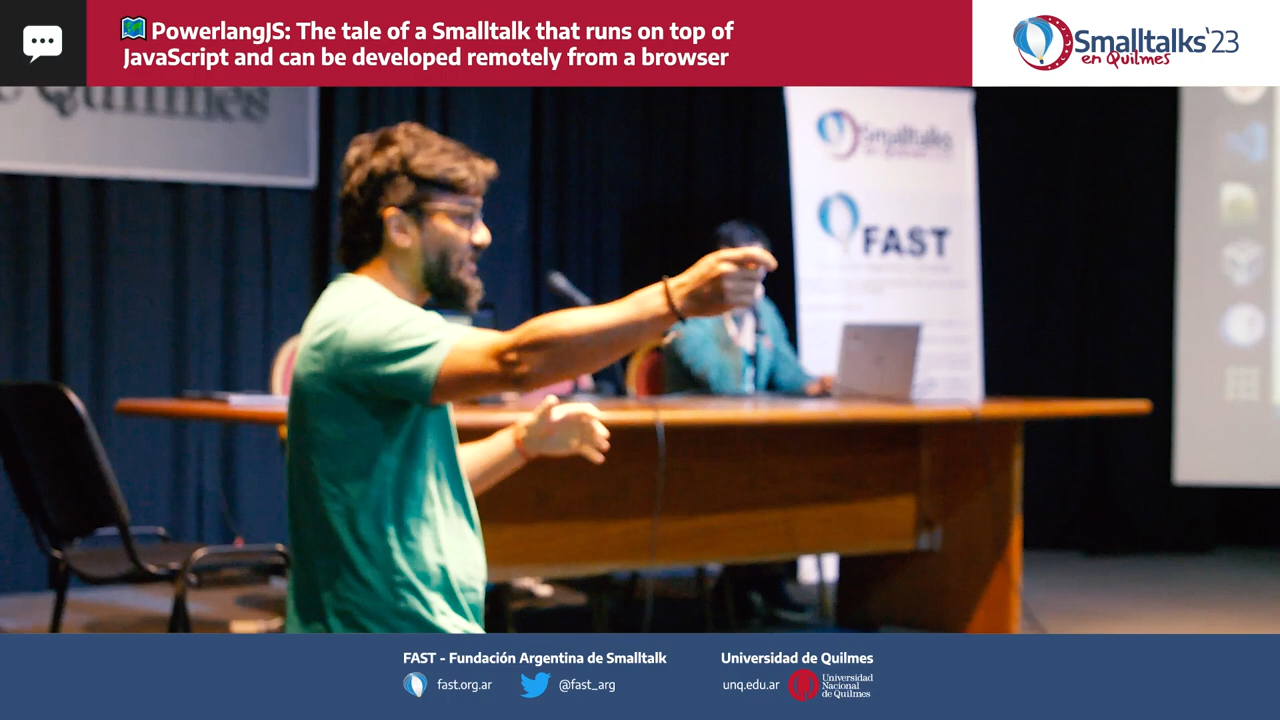 PowerlangJS: The tale of a Smalltalk that runs on top of
JavaScript and can be developed remotely from a browser
Smalltalks'23
en Quilmes
Quilmes
Smalltalks
FAST
FAST - Fundación Argentina de Smalltalk
fast.org.ar
@fast_arg
Universidad de Quilmes
unq.edu.ar
Universidad
Nacional
de Quilmes